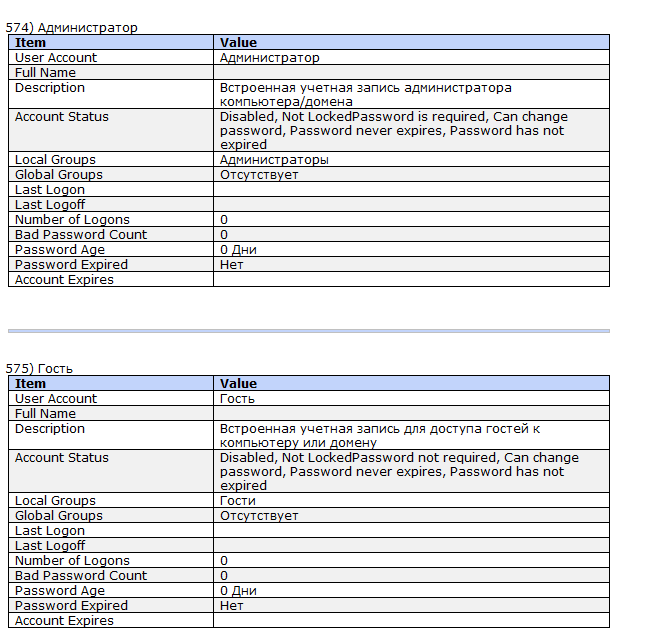 574) Администратор
Item Value
User Account Администратор
Full Name
Description Встроенная учетная запись администратора
компьютера/домена
Account Status Disabled, Not LockedPassword is required, Can change
password, Password never expires, Password has not
expired
Local Groups Администраторы
Global Groups Отсутствует
Last Logon
Last Logoff
Number of Logons 0
Bad Password Count 0
Password Age 0 Дни
Password Expired Нет
Account Expires
575) Гость
Item Value
User Account Гость
Full Name
Description Встроенная учетная запись для доступа гостей к
компьютеру или домену
Account Status Disabled, Not LockedPassword not required, Can change
password, Password never expires, Password has not
expired
Local Groups Гости
Global Groups Отсутствует
Last Logon
Last Logoff
Number of Logons 0
Bad Password Count 0
Password Age 0 Дни
Password Expired Нет
Account Expires